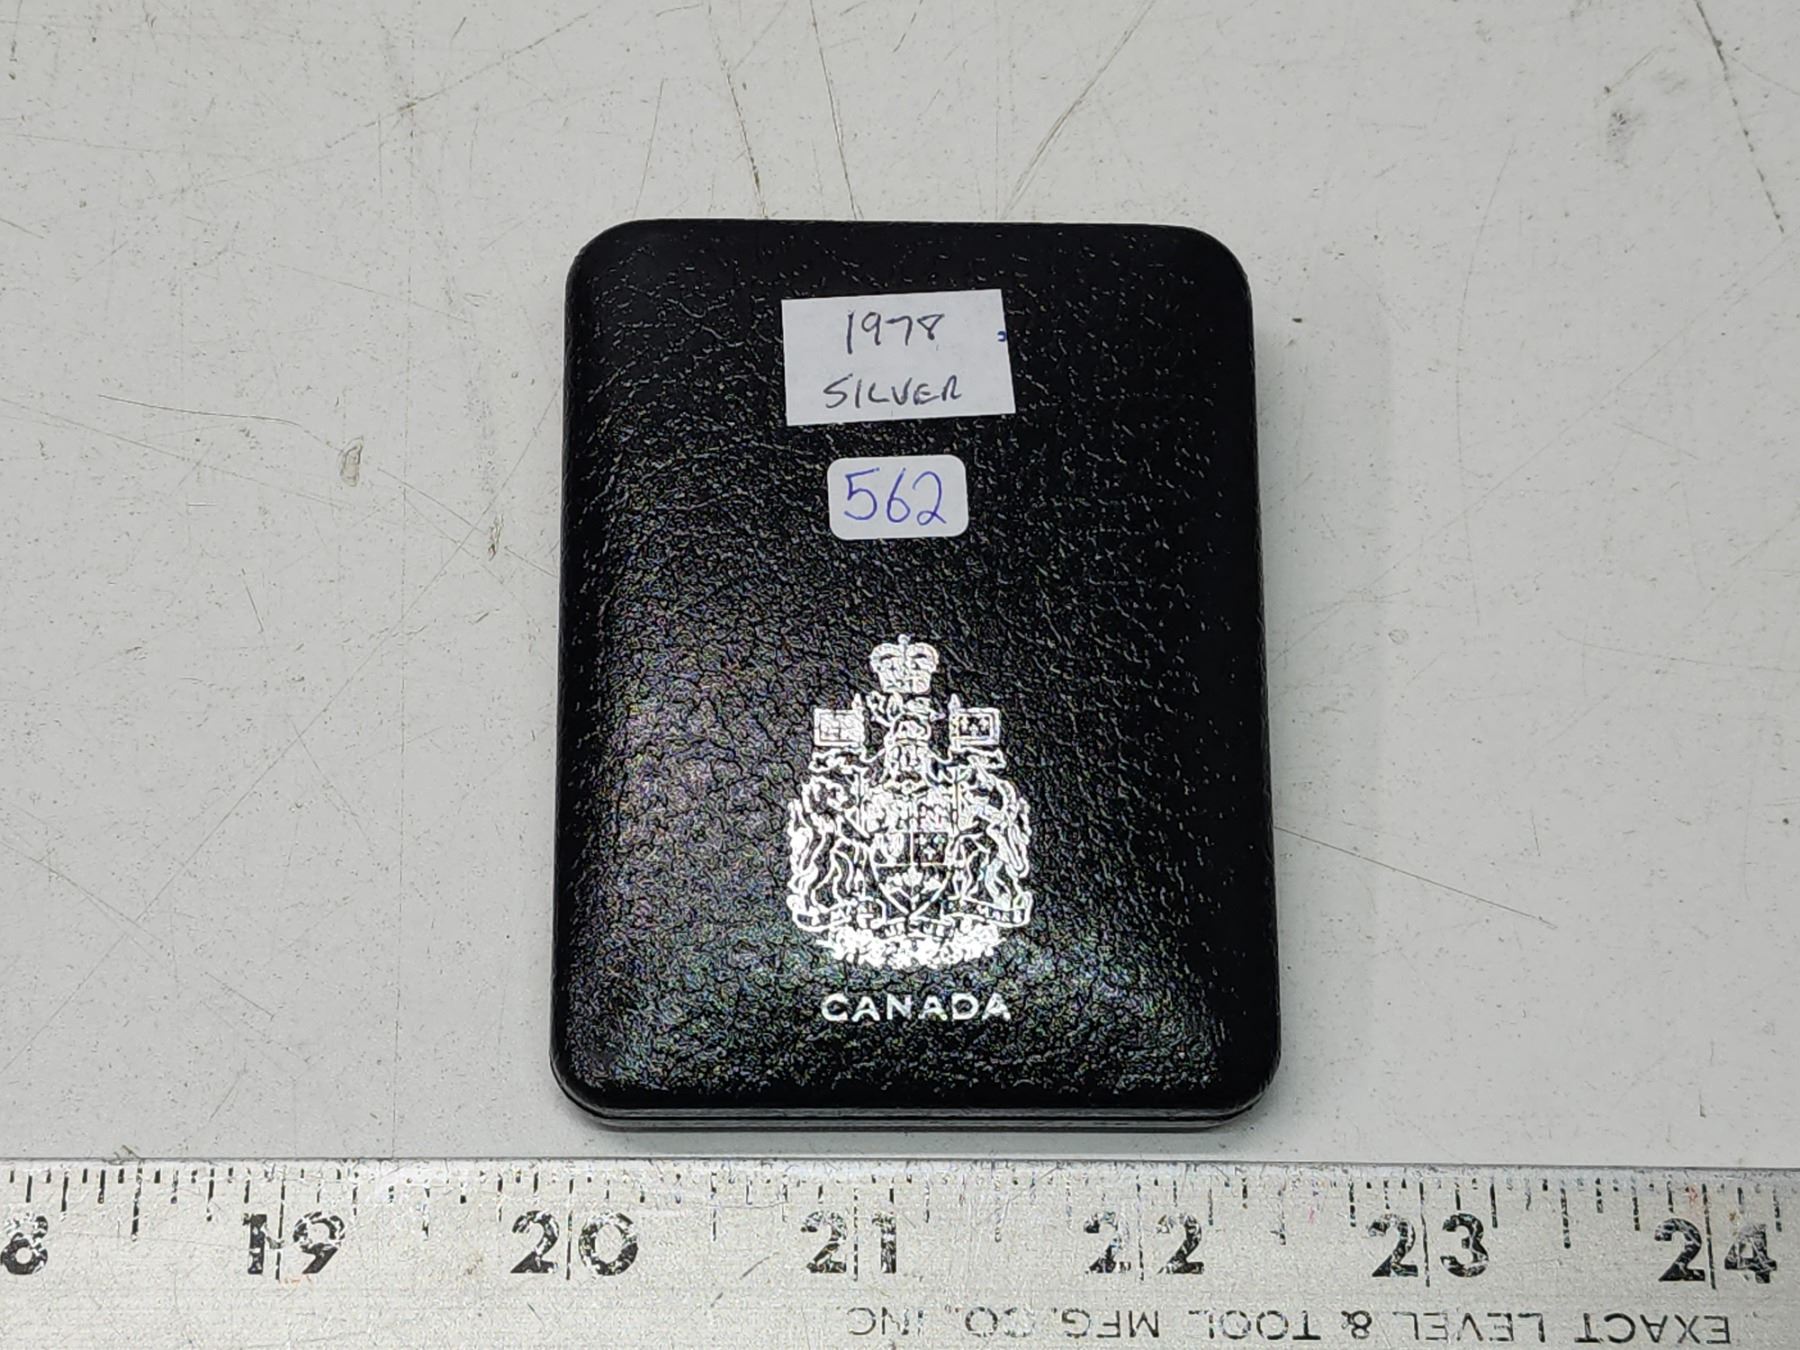 1978
SILVER
562
CANADA
8 19 20 21 22 23 24
EXACT LEVEL & TOOL MFG. CO., INC.